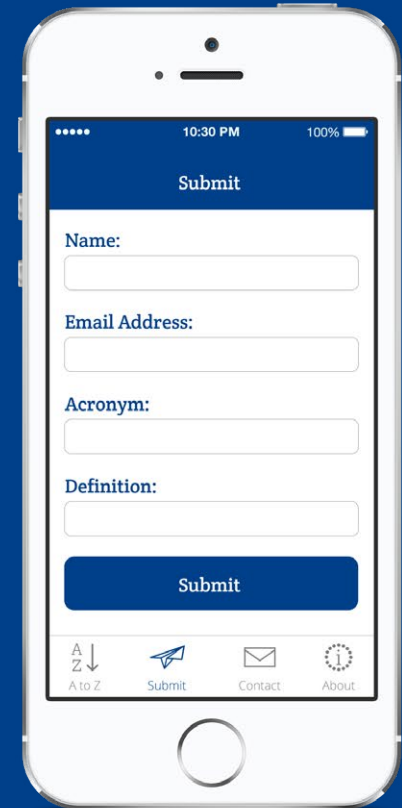 10:30 PM 100%
Submit
Name:
Email Address:
Acronym:
Definition:
Submit
A
Z
A to Z Submit Contact About